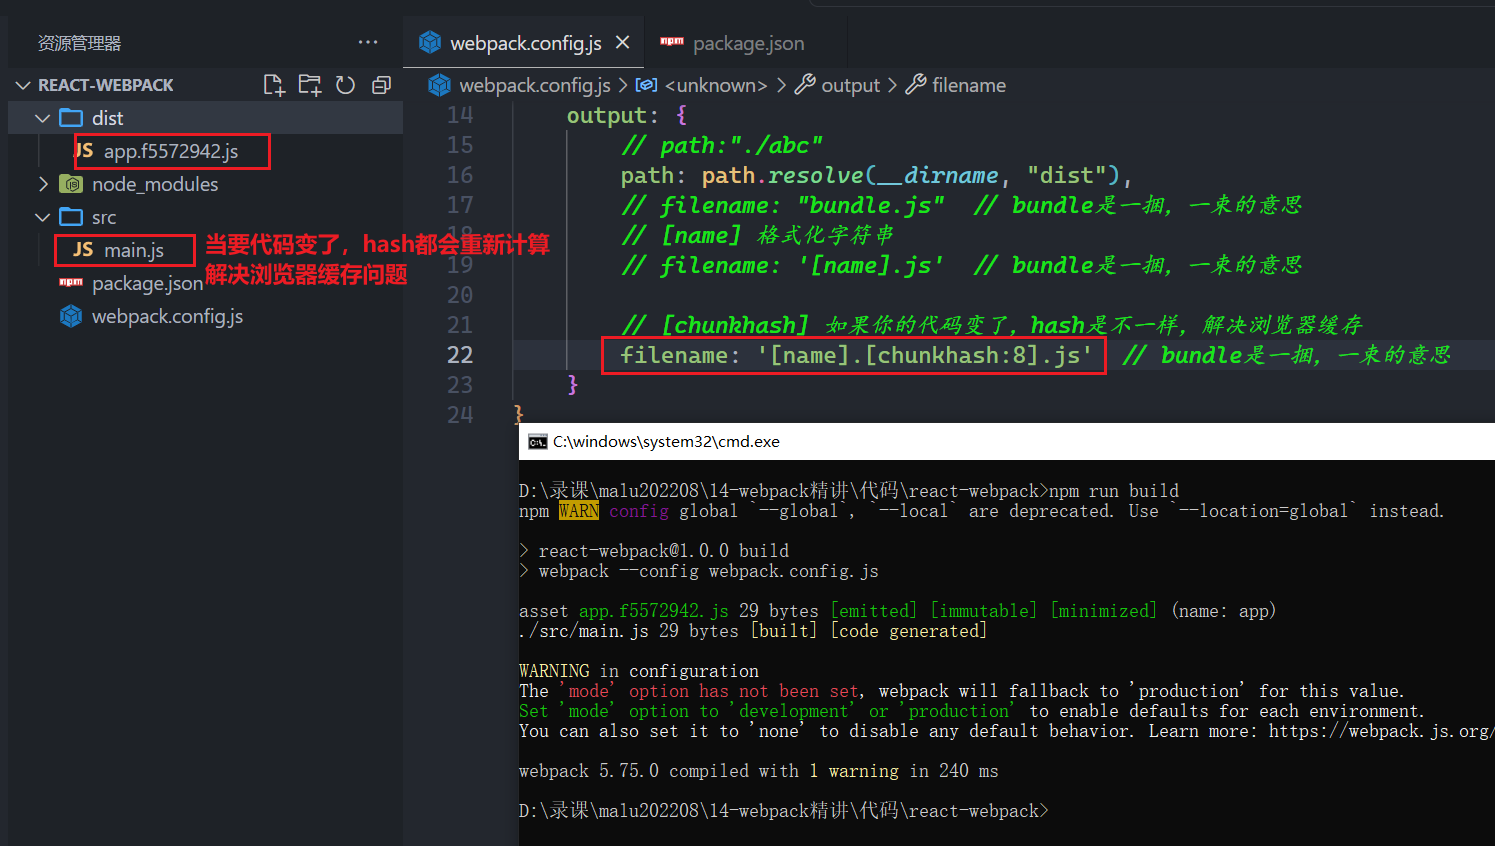 资源管理器
···
webpack.config.js
package.json
REACT-WEBPACK
webpack.config.js > <unknown> > output > filename
dist
JS app.f5572942.js
node_modules
src
JS main.js
当要代码变了，hash都会重新计算
解决浏览器缓存问题
package.json
webpack.config.js
14 output: {
15 // path:"./abc"
16 path: path.resolve(__dirname, "dist"),
17 // filename: "bundle.js" // bundle是一捆，一束的意思
18 // [name] 格式化字符串
19 // filename: '[name].js' // bundle是一捆，一束的意思
20
21 // [chunkhash] 如果你的代码变了，hash是不一样，解决浏览器缓存
22 filename: '[name].[chunkhash:8].js' // bundle是一捆，一束的意思
23 }
24 }
C:\windows\system32\cmd.exe
D:\录课\malu202208\14-webpack精讲\代码\react-webpack>npm run build
npm WARN config global `--global`, `--local` are deprecated. Use `--location=global` instead.
> react-webpack@1.0.0 build
> webpack --config webpack.config.js
asset app.f5572942.js 29 bytes [emitted] [immutable] [minimized] (name: app)
./src/main.js 29 bytes [built] [code generated]
WARNING in configuration
The 'mode' option has not been set, webpack will fallback to 'production' for this value.
Set 'mode' option to 'development' or 'production' to enable defaults for each environment.
You can also set it to 'none' to disable any default behavior. Learn more: https://webpack.js.org/
webpack 5.75.0 compiled with 1 warning in 240 ms
D:\录课\malu202208\14-webpack精讲\代码\react-webpack>